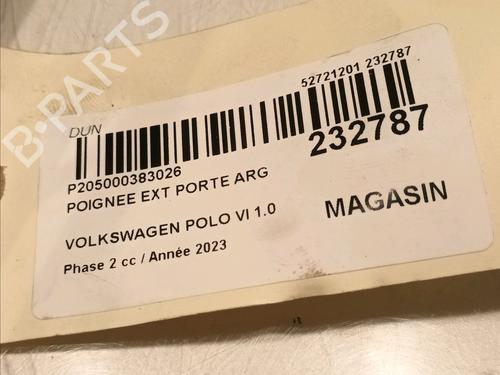 B-PARTS
52721201 232787
DUN
232787
P205000383026
POIGNEE EXT PORTE ARG
MAGASIN
VOLKSWAGEN POLO VI 1.0
Phase 2 cc / Année 2023